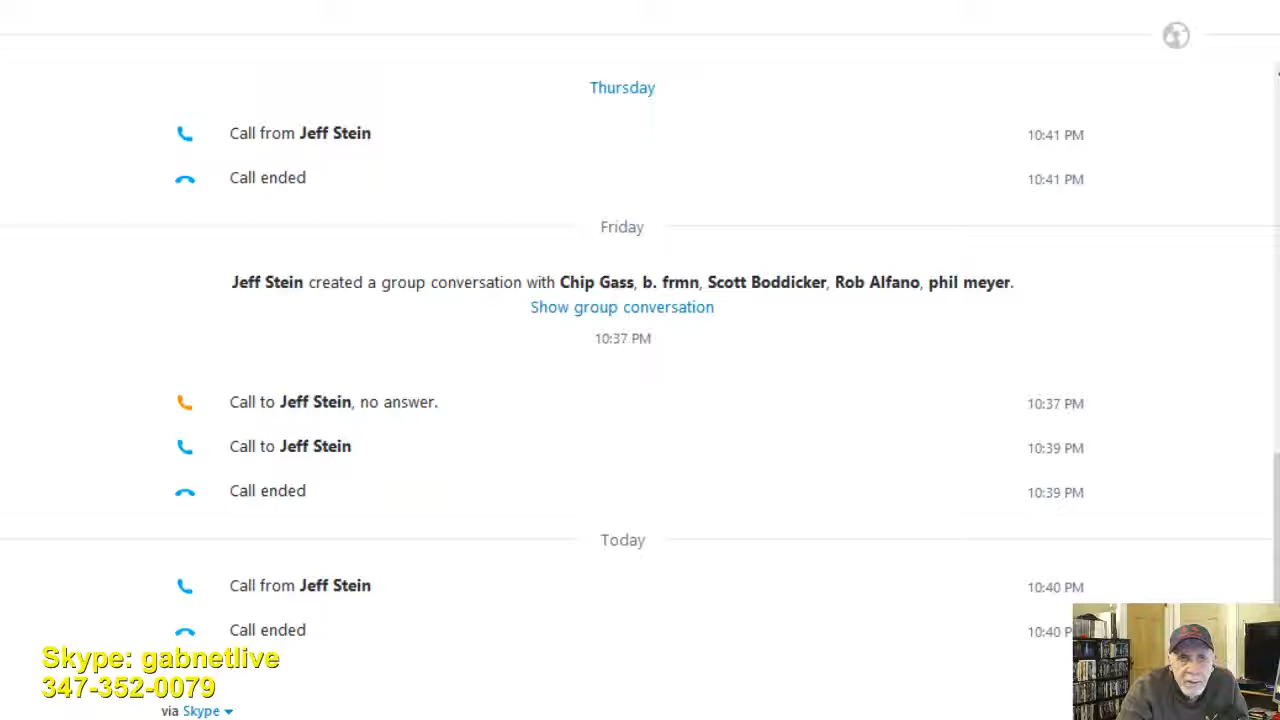 Thursday
Call from Jeff Stein 10:41 PM
Call ended 10:41 PM
Friday
Jeff Stein created a group conversation with Chip Gass, b. frmn, Scott Boddicker, Rob Alfano, phil meyer.
Show group conversation
10:37 PM
Call to Jeff Stein, no answer. 10:37 PM
Call to Jeff Stein 10:39 PM
Call ended 10:39 PM
Today
Call from Jeff Stein 10:40 PM
Call ended 10:40 P
Skype: gabnetlive
347-352-0079
via Skype